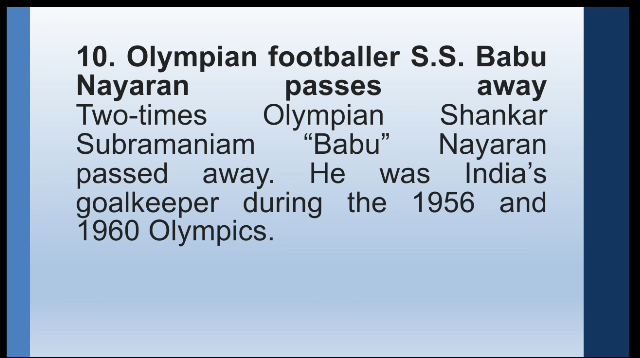 10. Olympian footballer S.S. Babu
Nayaran passes away
Two-times Olympian Shankar
Subramaniam “Babu” Nayaran
passed away. He was India’s
goalkeeper during the 1956 and
1960 Olympics.